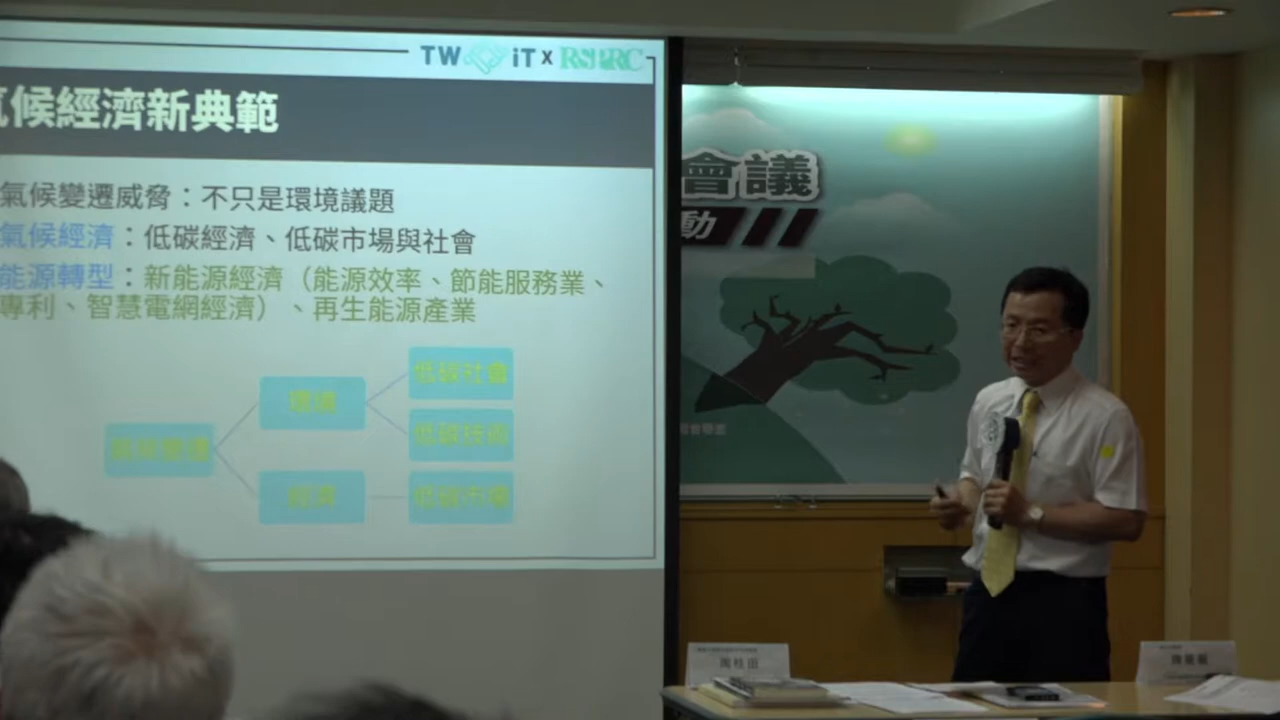 TW iT X RSPRC
候經濟新典範
氣候變遷威脅：不只是環境議題
氣候經濟：低碳經濟、低碳市場與社會
能源轉型：新能源經濟（能源效率、節能服務業、
專利、智慧電網經濟）、再生能源產業
低碳社會
環境
低碳技術
氣候變遷
經濟
低碳市場
會議
動
周桂田